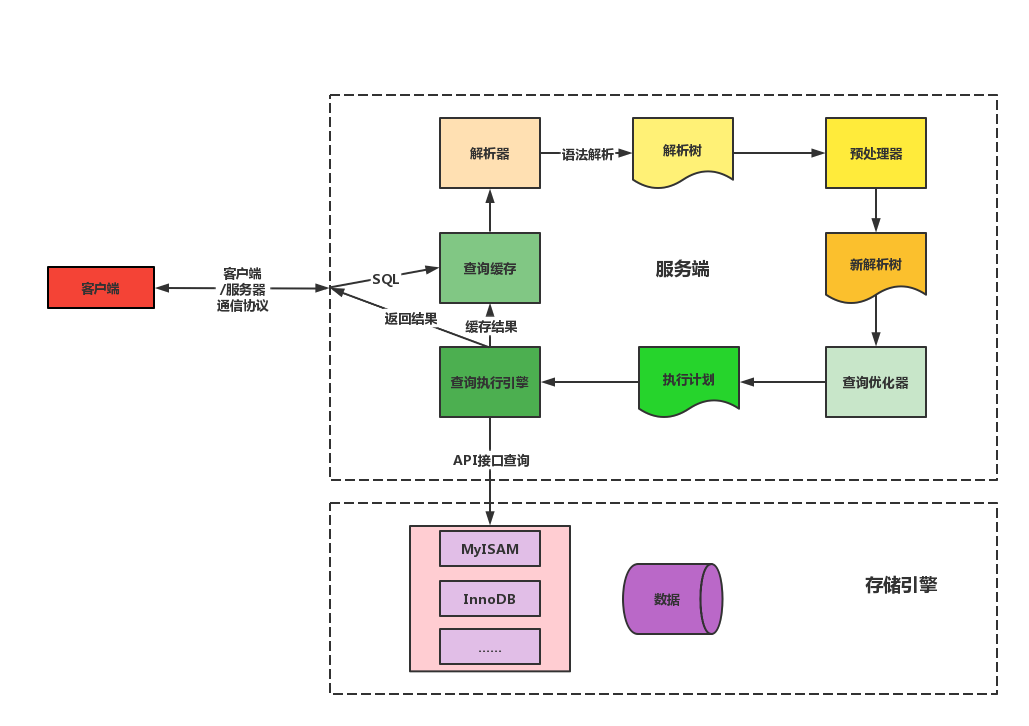 解析器
语法解析
解析树
预处理器
客户端
客户端
/服务器
通信协议
SQL
查询缓存
服务端
新解析树
返回结果
缓存结果
查询执行引擎
执行计划
查询优化器
API接口查询
MyISAM
InnoDB
......
数据
存储引擎